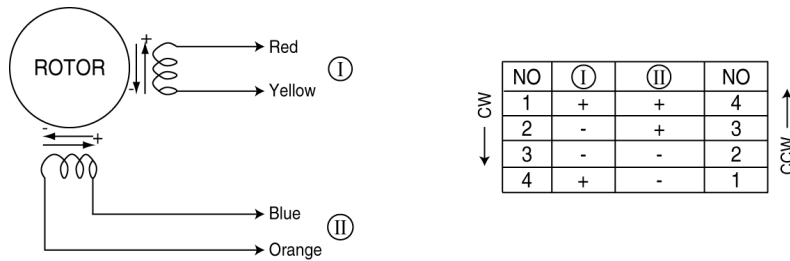 ROTOR
+
-
Red
Yellow
Ⓘ
-
+
Blue
Orange
Ⓘⓘ
CW
NO Ⓘ Ⓘⓘ NO
1 + + 4
2 - + 3
3 - - 2
4 + - 1
CCW